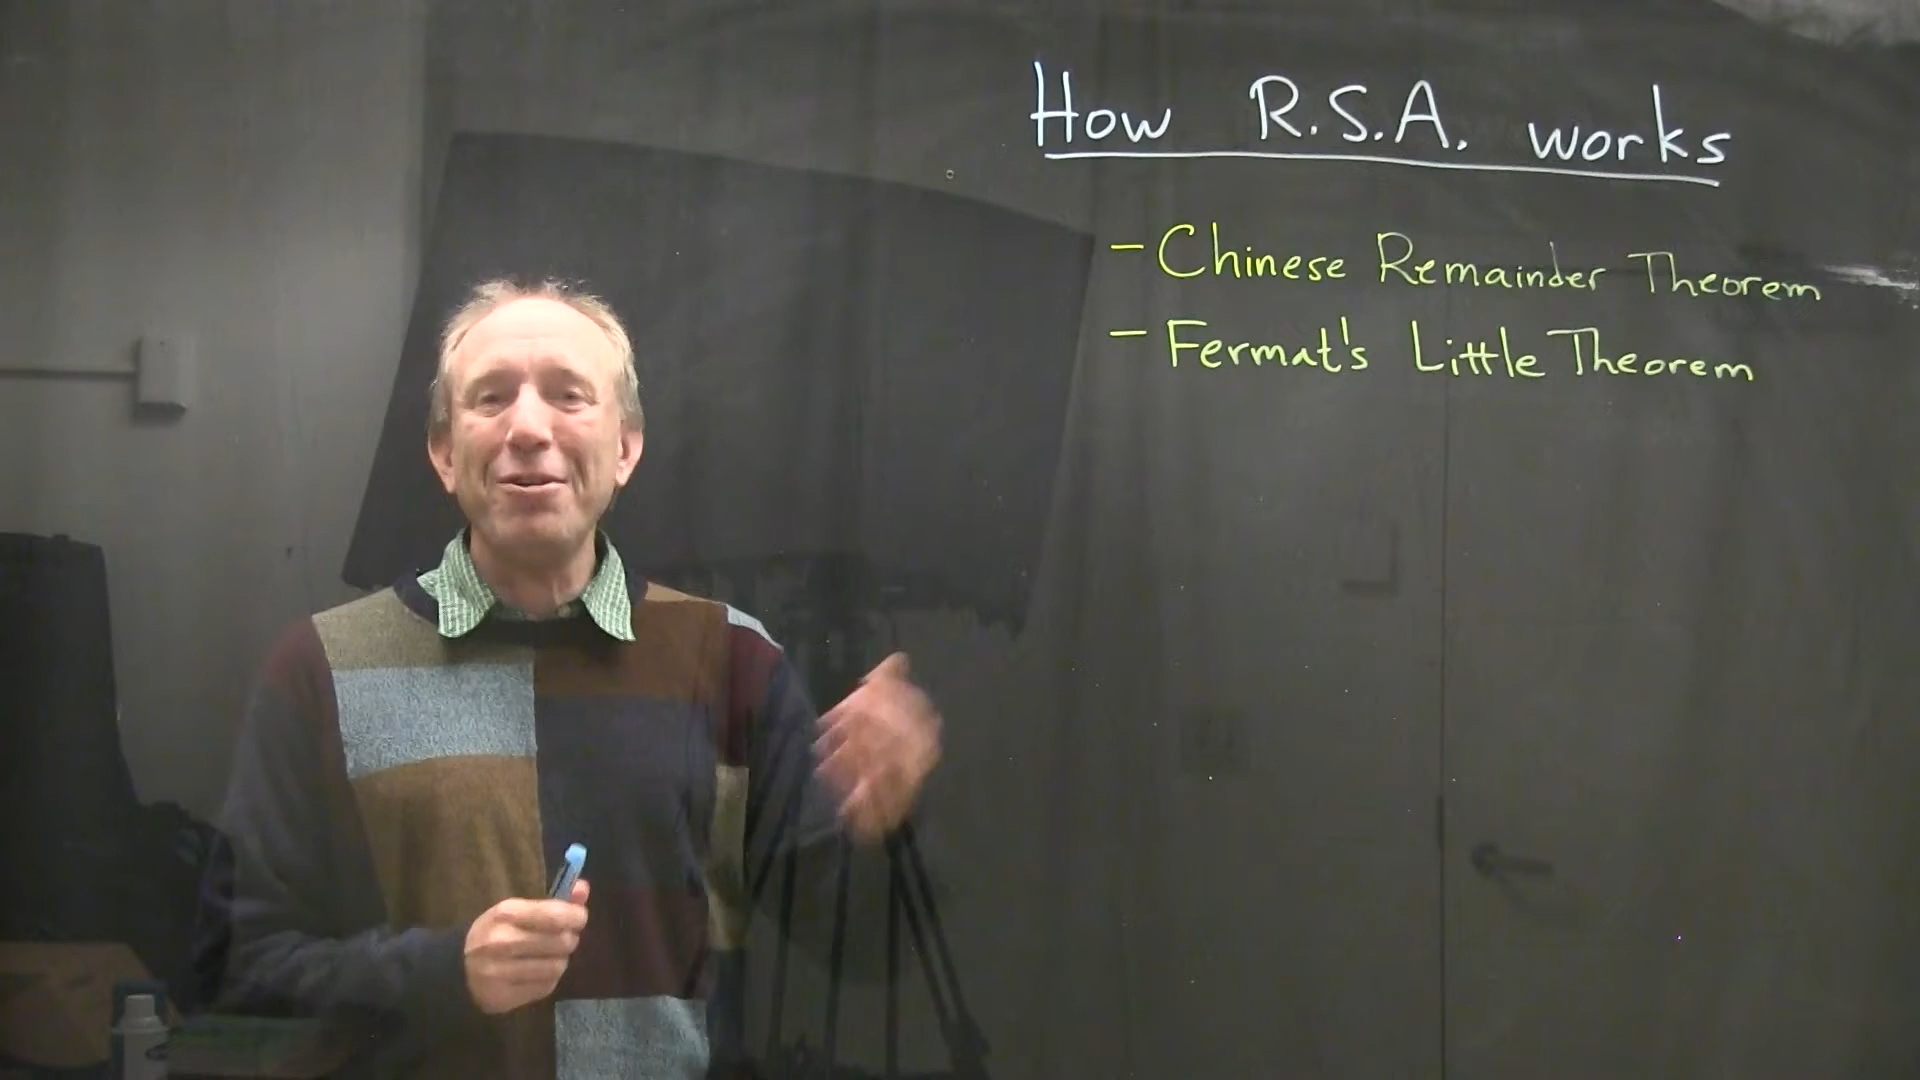 How R.S.A. works
- Chinese Remainder Theorem
- Fermat's Little Theorem